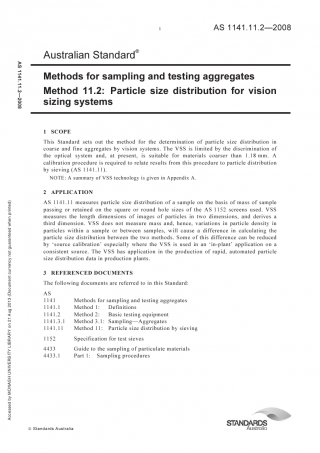 1
AS 1141.11.2—2008
Australian Standard®
Methods for sampling and testing aggregates
Method 11.2: Particle size distribution for vision
sizing systems
1 SCOPE
This Standard sets out the method for the determination of particle size distribution in
coarse and fine aggregates by vision systems. The VSS is limited by the discrimination of
the optical system and, at present, is suitable for materials coarser than 1.18 mm. A
calibration procedure is required to relate results from this procedure to particle distribution
by sieving (AS 1141.11).
NOTE: A summary of VSS technology is given in Appendix A.
2 APPLICATION
AS 1141.11 measures particle size distribution of a sample on the basis of mass of sample
passing or retained on the square or round hole sizes of the AS 1152 screens used. VSS
measures the length dimensions of images of particles in two dimensions, and derives a
third dimension. VSS does not measure mass and, hence, variations in particle density in
particles within a sample or between samples, will cause a difference in calculating the
particle size distribution between the two methods. Some of this difference can be reduced
by 'source calibration' especially where the VSS is used in an 'in-plant' application on a
consistent source. The VSS has application in the production of rapid, automated particle
size distribution data in production plants.
3 REFERENCED DOCUMENTS
The following documents are referred to in this Standard:
AS
1141 Methods for sampling and testing aggregates
1141.1 Method 1: Definitions
1141.2 Method 2: Basic testing equipment
1141.3.1 Method 3.1: Sampling—Aggregates
1141.11 Method 11: Particle size distribution by sieving
1152 Specification for test sieves
4433 Guide to the sampling of particulate materials
4433.1 Part 1: Sampling procedures
AS 1141.11.2—2008
Accessed by MONASH UNIVERSITY LIBRARY on 21 Aug 2012 (Document currency not guaranteed when printed)
© Standards Australia
STANDARDS
Australia